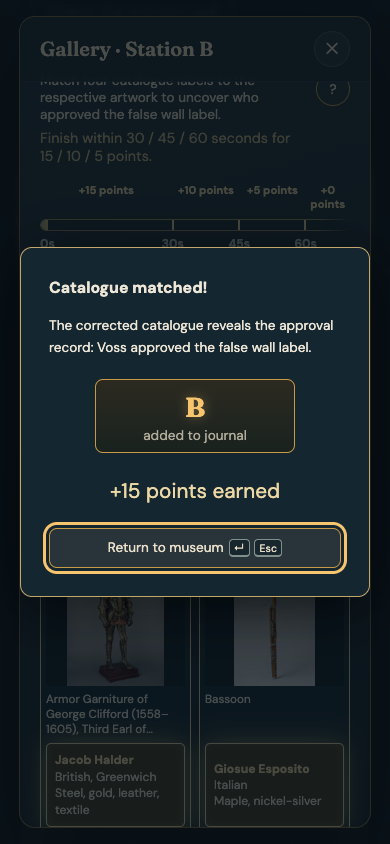 Gallery · Station B
Match four catalogue labels to the
respective artwork to uncover who
approved the false wall label.
?
Finish within 30 / 45 / 60 seconds for
15 / 10 / 5 points.
+15 points
+10 points
+5 points
+0
points
0s
30s
45s
60s
Catalogue matched!
The corrected catalogue reveals the approval
record: Voss approved the false wall label.
B
added to journal
+15 points earned
Return to museum ↵ Esc
Armor Garniture of
George Clifford (1558–
1605), Third Earl of…
Bassoon
Jacob Halder
British, Greenwich
Steel, gold, leather,
textile
Giosue Esposito
Italian
Maple, nickel-silver